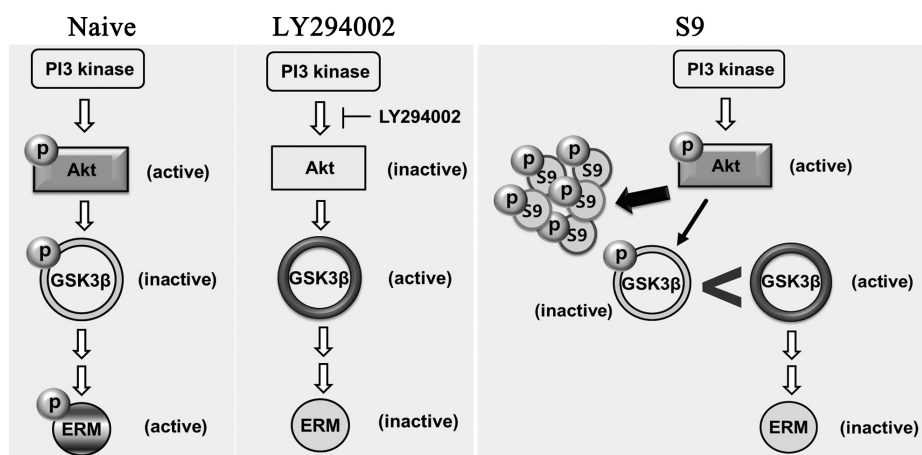 Naive
PI3 kinase
p
Akt
(active)
p
GSK3β
(inactive)
p
ERM
(active)
LY294002
PI3 kinase
LY294002
Akt
(inactive)
GSK3β
(active)
ERM
(inactive)
S9
PI3 kinase
p
Akt
(active)
p
S9
p
S9
p
S9
p
S9
p
S9
p
GSK3β
(inactive)
<
GSK3β
(active)
ERM
(inactive)